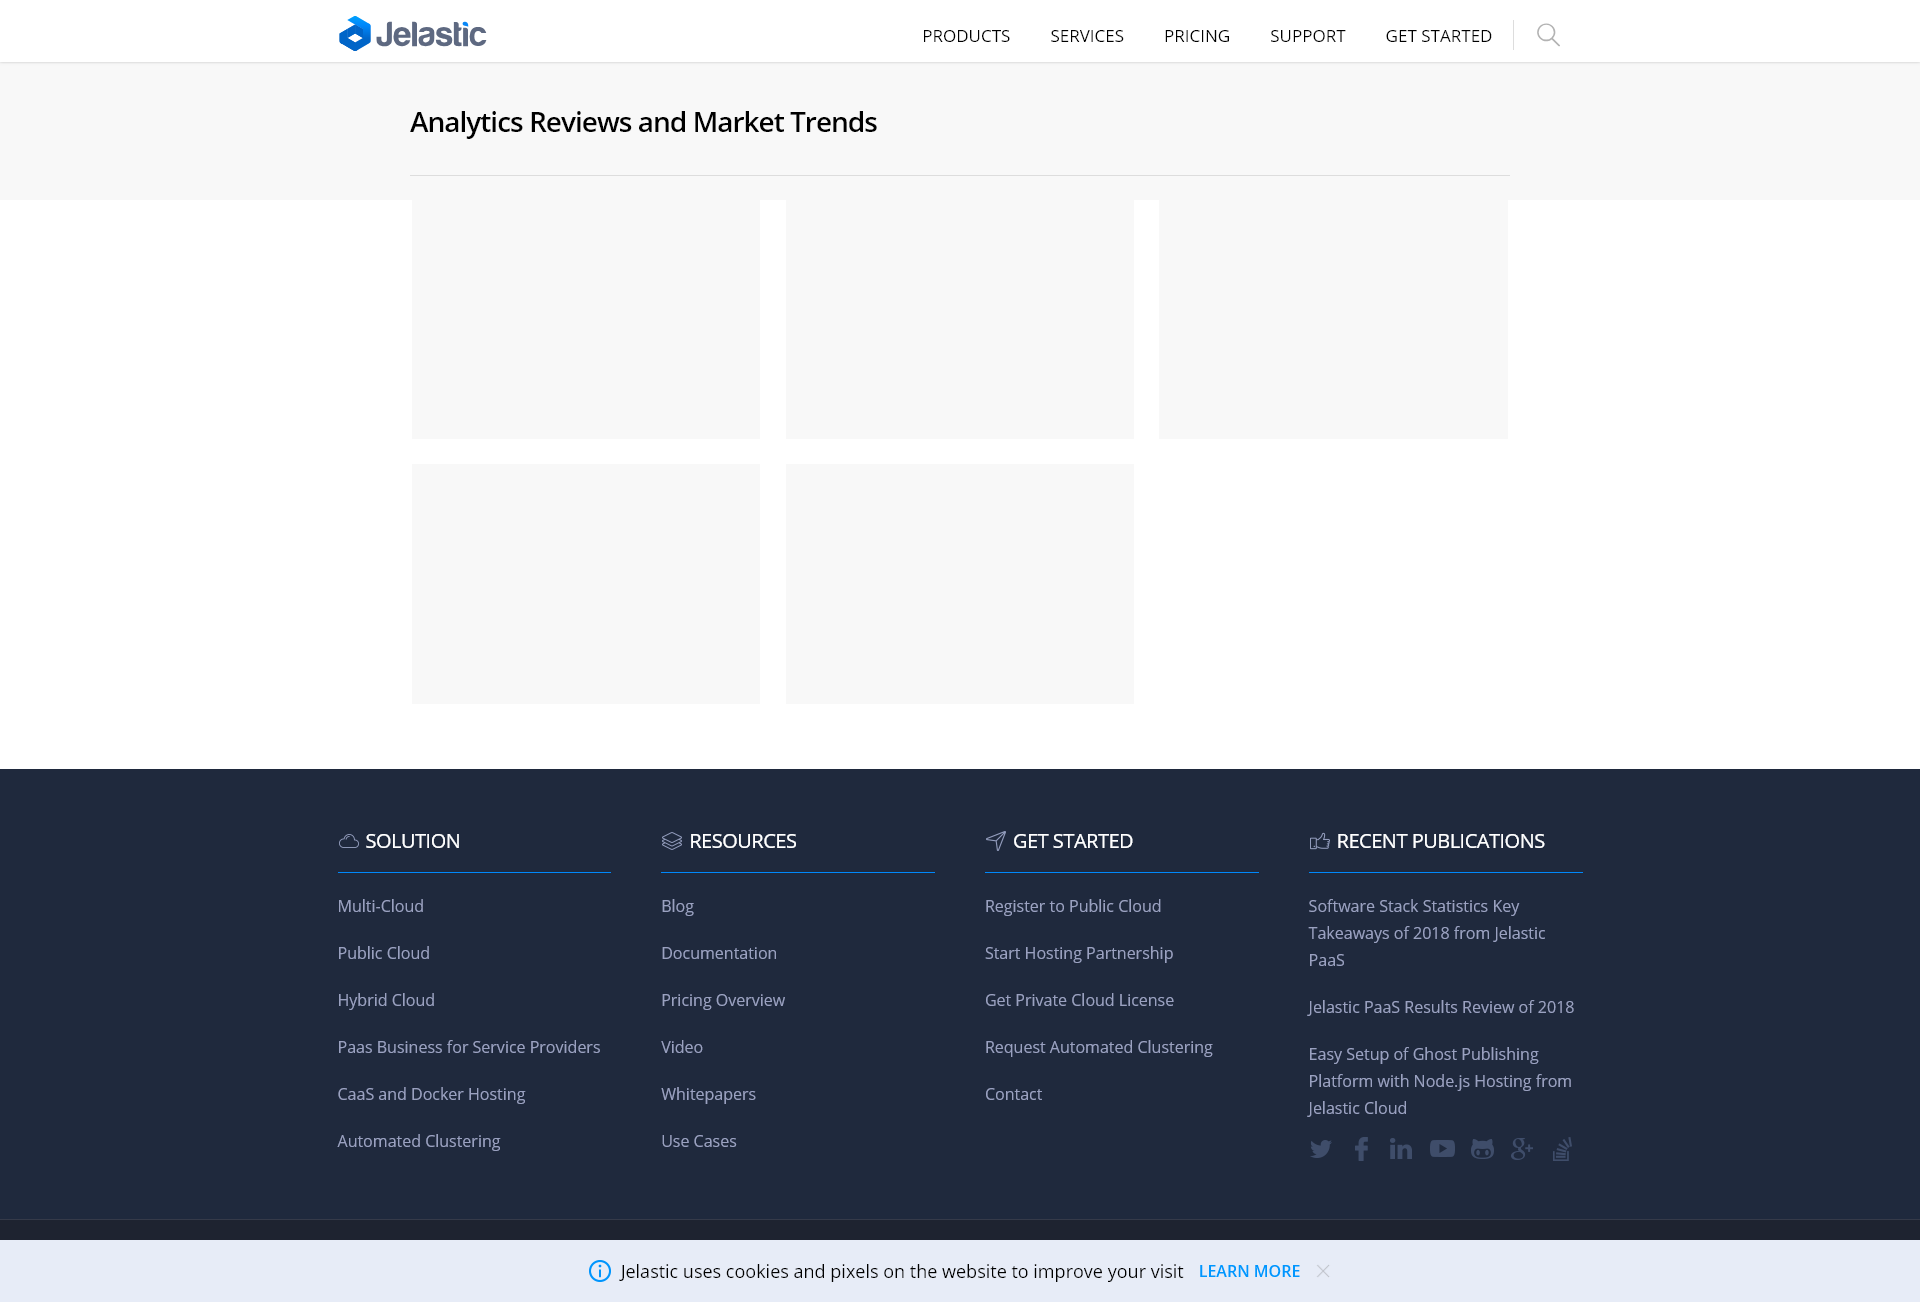 Jelastic
PRODUCTS
SERVICES
PRICING
SUPPORT
GET STARTED
Analytics Reviews and Market Trends
SOLUTION
Multi-Cloud
Public Cloud
Hybrid Cloud
Paas Business for Service Providers
CaaS and Docker Hosting
Automated Clustering
RESOURCES
Blog
Documentation
Pricing Overview
Video
Whitepapers
Use Cases
GET STARTED
Register to Public Cloud
Start Hosting Partnership
Get Private Cloud License
Request Automated Clustering
Contact
RECENT PUBLICATIONS
Software Stack Statistics Key
Takeaways of 2018 from Jelastic
PaaS
Jelastic PaaS Results Review of 2018
Easy Setup of Ghost Publishing
Platform with Node.js Hosting from
Jelastic Cloud
Jelastic uses cookies and pixels on the website to improve your visit LEARN MORE